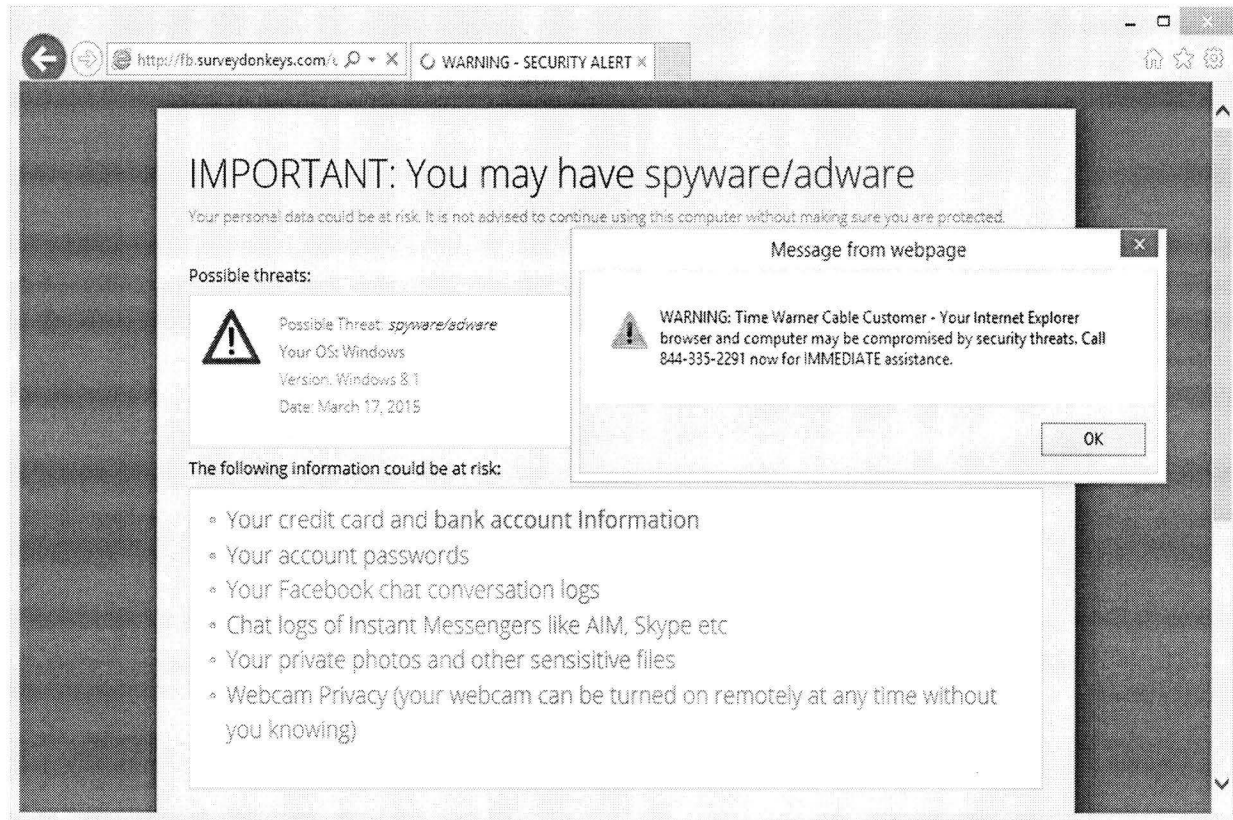 http://fb.surveydonkeys.com/
WARNING - SECURITY ALERT
IMPORTANT: You may have spyware/adware
Your personal data could be at risk. It is not advised to continue using this computer without making sure you are protected.
Possible threats:
Possible Threat: spyware/adware
Your OS: Windows
Version: Windows 8.1
Date: March 17, 2015
Message from webpage
WARNING: Time Warner Cable Customer - Your Internet Explorer
browser and computer may be compromised by security threats. Call
844-335-2291 now for IMMEDIATE assistance.
OK
The following information could be at risk:
Your credit card and bank account Information
Your account passwords
Your Facebook chat conversation logs
Chat logs of Instant Messengers like AIM, Skype etc
Your private photos and other sensisitive files
Webcam Privacy (your webcam can be turned on remotely at any time without
you knowing)